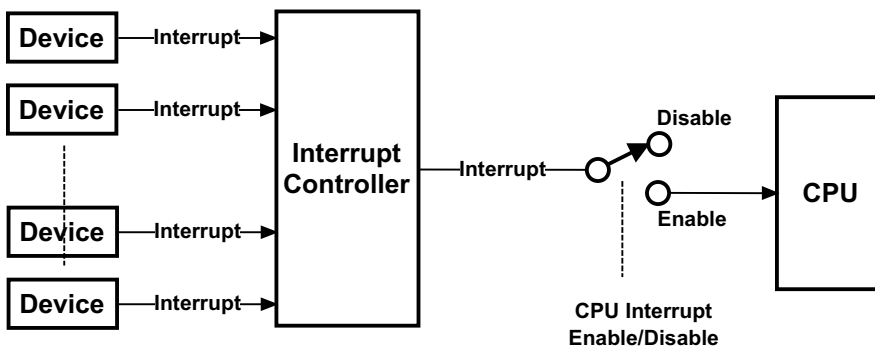 Device
Interrupt
Device
Interrupt
Device
Interrupt
Device
Interrupt
Interrupt
Controller
Interrupt
Disable
Enable
CPU Interrupt
Enable/Disable
CPU